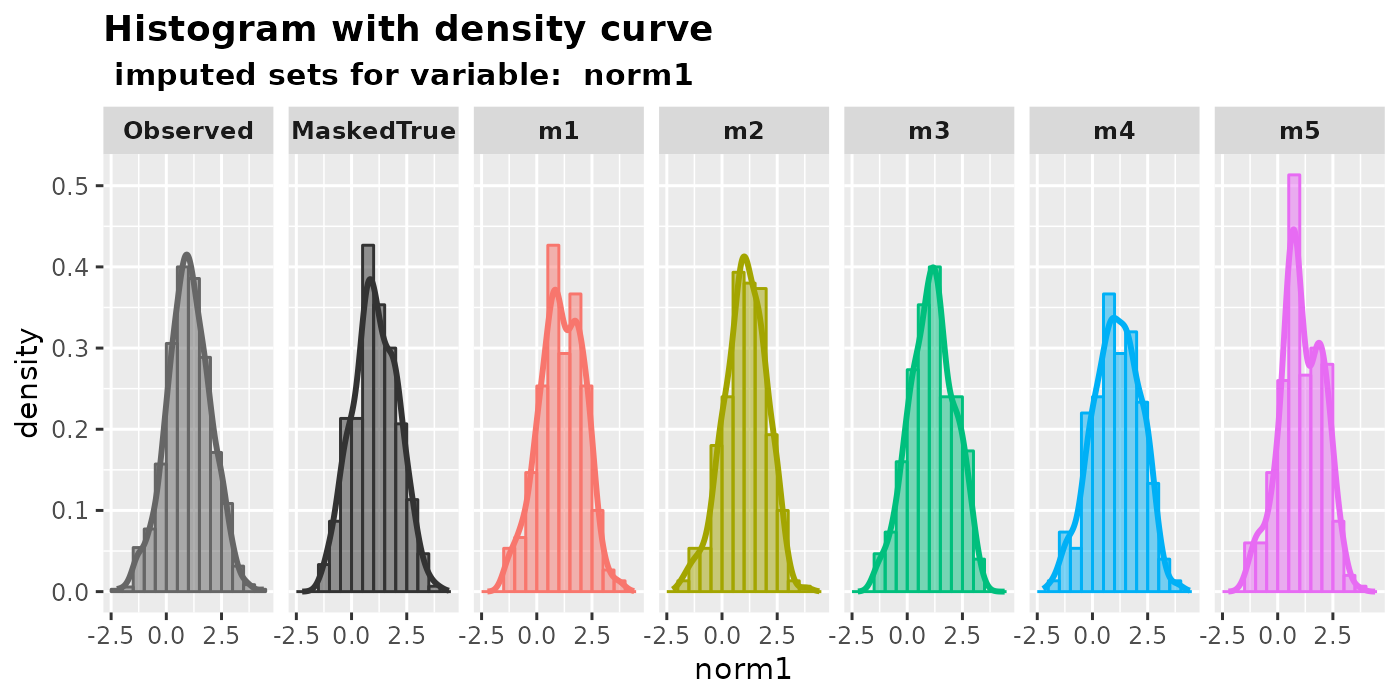 Histogram with density curve
imputed sets for variable:  norm1
Observed MaskedTrue m1 m2 m3 m4 m5
0.5
0.4
0.3
0.2
0.1
0.0
density
-2.5 0.0 2.5 -2.5 0.0 2.5 -2.5 0.0 2.5 -2.5 0.0 2.5 -2.5 0.0 2.5 -2.5 0.0 2.5 -2.5 0.0 2.5
norm1